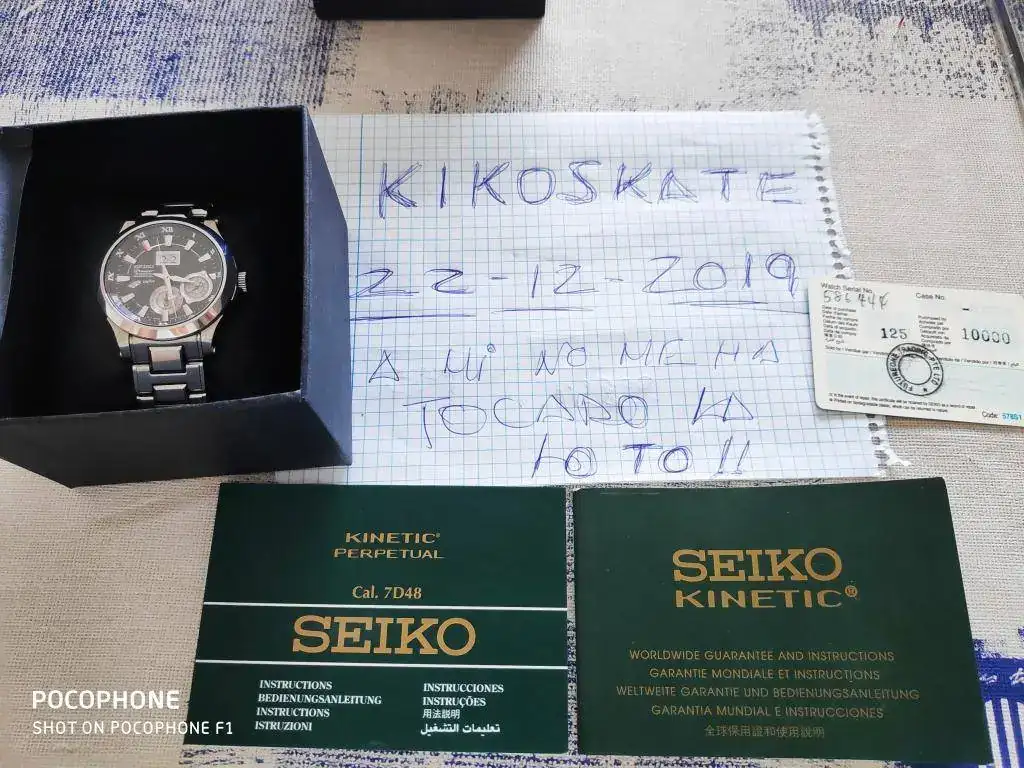 KIKOSKATE
22-12-2019
A Mi NO ME HA
TOCADO LA
LOTO !!
Watch Serial No.
Case No.
125
10000
Code: 57851
KINETIC®
PERPETUAL
Cal. 7D48
SEIKO
INSTRUCTIONS
BEDIENUNGSANLEITUNG
INSTRUCTIONS
ISTRUZIONI
INSTRUCCIONES
INSTRUÇÕES
用法説明
تعليمات التشغيل
SEIKO
KINETIC®
WORLDWIDE GUARANTEE AND INSTRUCTIONS
GARANTIE MONDIALE ET INSTRUCTIONS
WELTWEITE GARANTIE UND BEDIENUNGSANLEITUNG
GARANTIA MUNDIAL E INSTRUCCIONES
全球保用證和使用說明
POCOPHONE
SHOT ON POCOPHONE F1